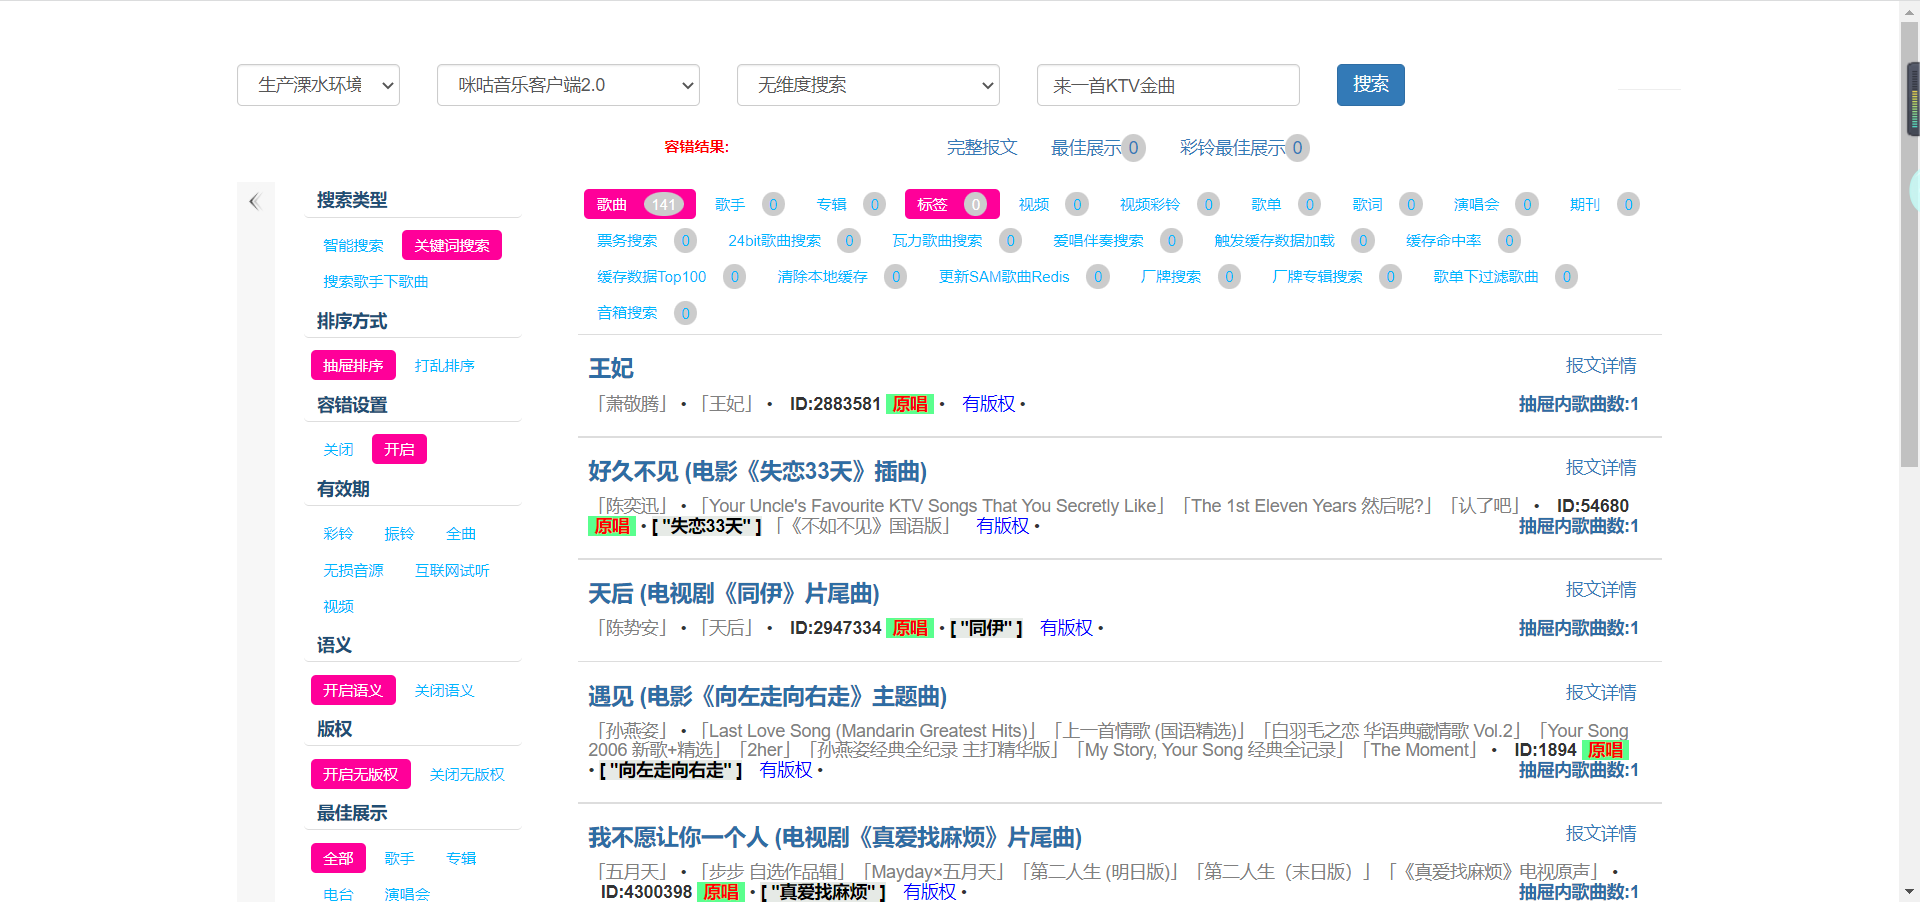 生产溧水环境 咪咕音乐客户端2.0 无维度搜索 来一首KTV金曲 搜索
容错结果: 完整报文 最佳展示 0 彩铃最佳展示 0
搜索类型
智能搜索 关键词搜索
搜索歌手下歌曲
排序方式
抽屉排序 打乱排序
容错设置
关闭 开启
有效期
彩铃 振铃 全曲
无损音源 互联网试听
视频
语义
开启语义 关闭语义
版权
开启无版权 关闭无版权
最佳展示
全部 歌手 专辑
电台 演唱会
歌曲 141 歌手 0 专辑 0 标签 0 视频 0 视频彩铃 0 歌单 0 歌词 0 演唱会 0 期刊 0
票务搜索 0 24bit歌曲搜索 0 瓦力歌曲搜索 0 爱唱伴奏搜索 0 触发缓存数据加载 0 缓存命中率 0
缓存数据Top100 0 清除本地缓存 0 更新SAM歌曲Redis 0 厂牌搜索 0 厂牌专辑搜索 0 歌单下过滤歌曲 0
音箱搜索 0
王妃 报文详情
「萧敬腾」 • 「王妃」 • ID:2883581 原唱 • 有版权 • 抽屉内歌曲数:1
好久不见 (电影《失恋33天》插曲) 报文详情
「陈奕迅」 • 「Your Uncle's Favourite KTV Songs That You Secretly Like」 「The 1st Eleven Years 然后呢?」 「认了吧」 • ID:54680
原唱 • [ "失恋33天" ] 「《不如不见》国语版」 有版权 • 抽屉内歌曲数:1
天后 (电视剧《同伊》片尾曲) 报文详情
「陈势安」 • 「天后」 • ID:2947334 原唱 • [ "同伊" ] 有版权 • 抽屉内歌曲数:1
遇见 (电影《向左走向右走》主题曲) 报文详情
「孙燕姿」 • 「Last Love Song (Mandarin Greatest Hits)」 「上一首情歌 (国语精选)」 「白羽毛之恋 华语典藏情歌 Vol.2」 「Your Song
2006 新歌+精选」 「2her」 「孙燕姿经典全纪录 主打精华版」 「My Story, Your Song 经典全记录」 「The Moment」 • ID:1894 原唱
• [ "向左走向右走" ] 有版权 • 抽屉内歌曲数:1
我不愿让你一个人 (电视剧《真爱找麻烦》片尾曲) 报文详情
「五月天」 • 「步步 自选作品辑」 「Mayday×五月天」 「第二人生 (明日版)」 「第二人生（末日版）」 「《真爱找麻烦》电视原声」 •
ID:4300398 原唱 • [ "真爱找麻烦" ] 有版权 • 抽屉内歌曲数:1